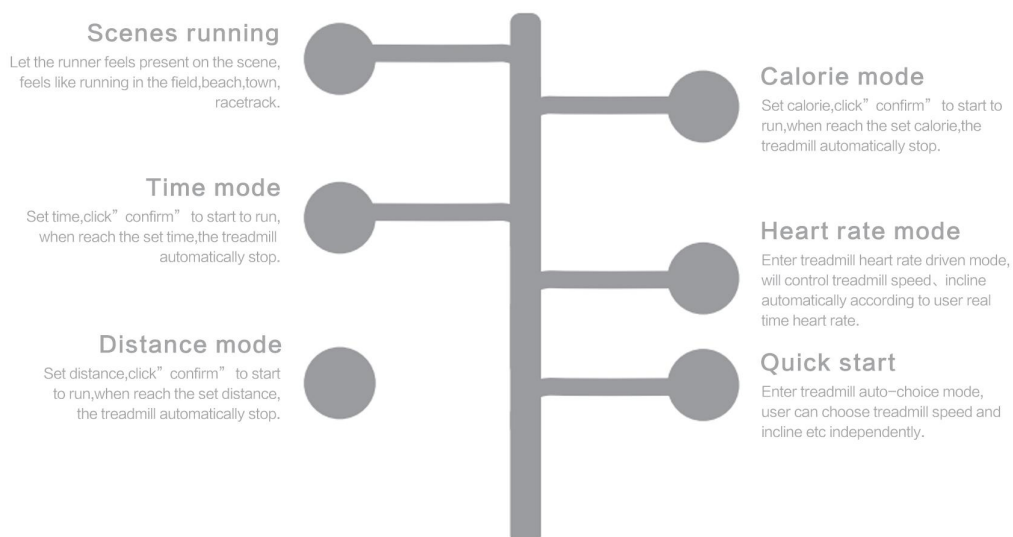 Scenes running
Let the runner feels present on the scene,
feels like running in the field,beach,town,
racetrack.
Time mode
Set time,click” confirm” to start to run,
when reach the set time,the treadmill
automatically stop.
Distance mode
Set distance,click” confirm” to start
to run,when reach the set distance,
the treadmill automatically stop.
Calorie mode
Set calorie,click” confirm” to start to
run,when reach the set calorie,the
treadmill automatically stop.
Heart rate mode
Enter treadmill heart rate driven mode,
will control treadmill speed、incline
automatically according to user real
time heart rate.
Quick start
Enter treadmill auto-choice mode,
user can choose treadmill speed and
incline etc independently.